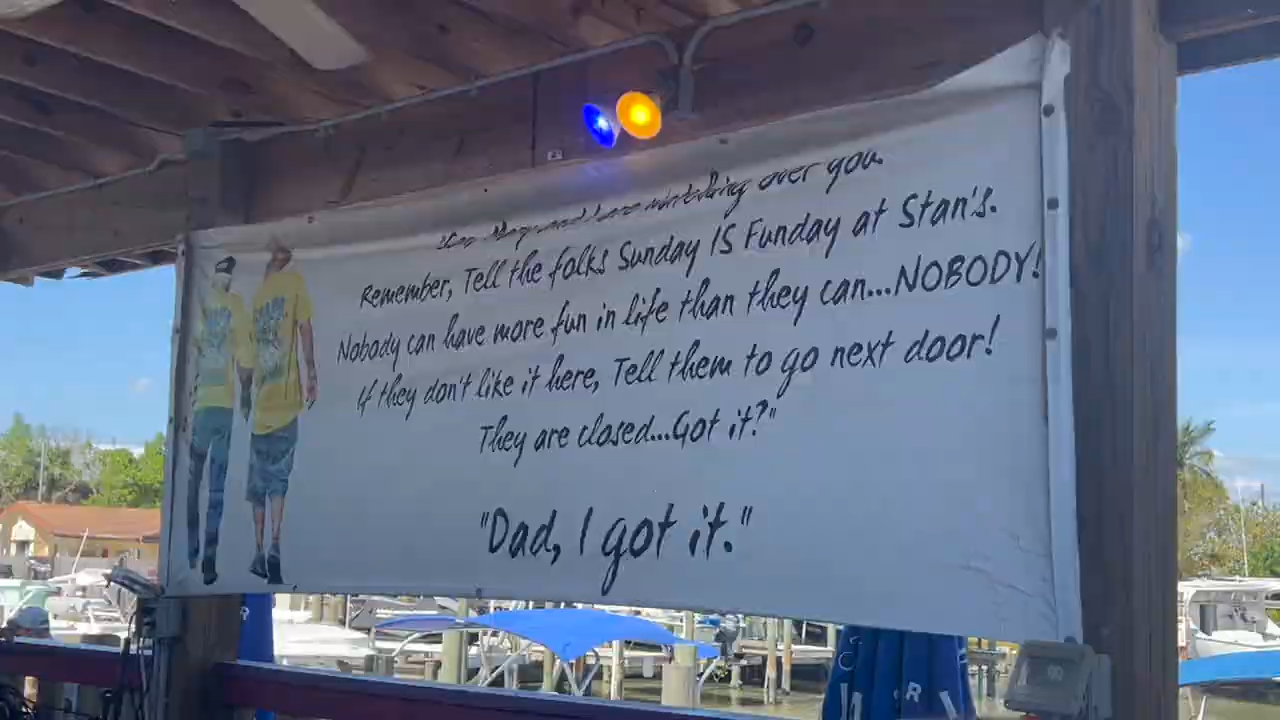 watching over you.
Remember, Tell the folks Sunday IS Funday at Stan's.
Nobody can have more fun in life than they can...NOBODY!
If they don't like it here, Tell them to go next door!
They are closed...Got it?"
"Dad, I got it."